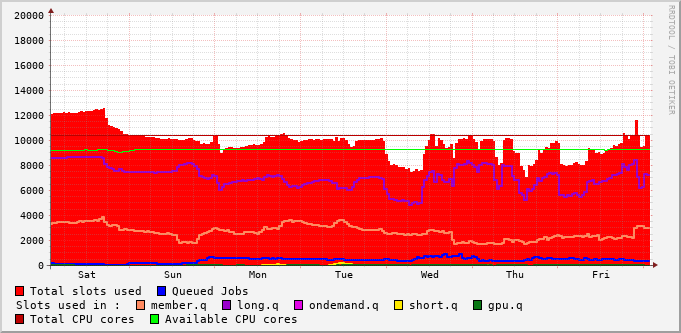 RRDTOOL / TOBI OETIKER
20000
18000
16000
14000
12000
10000
8000
6000
4000
2000
0
Sat Sun Mon Tue Wed Thu Fri
Total slots used Queued Jobs
Slots used in : member.q long.q ondemand.q short.q gpu.q
Total CPU cores Available CPU cores